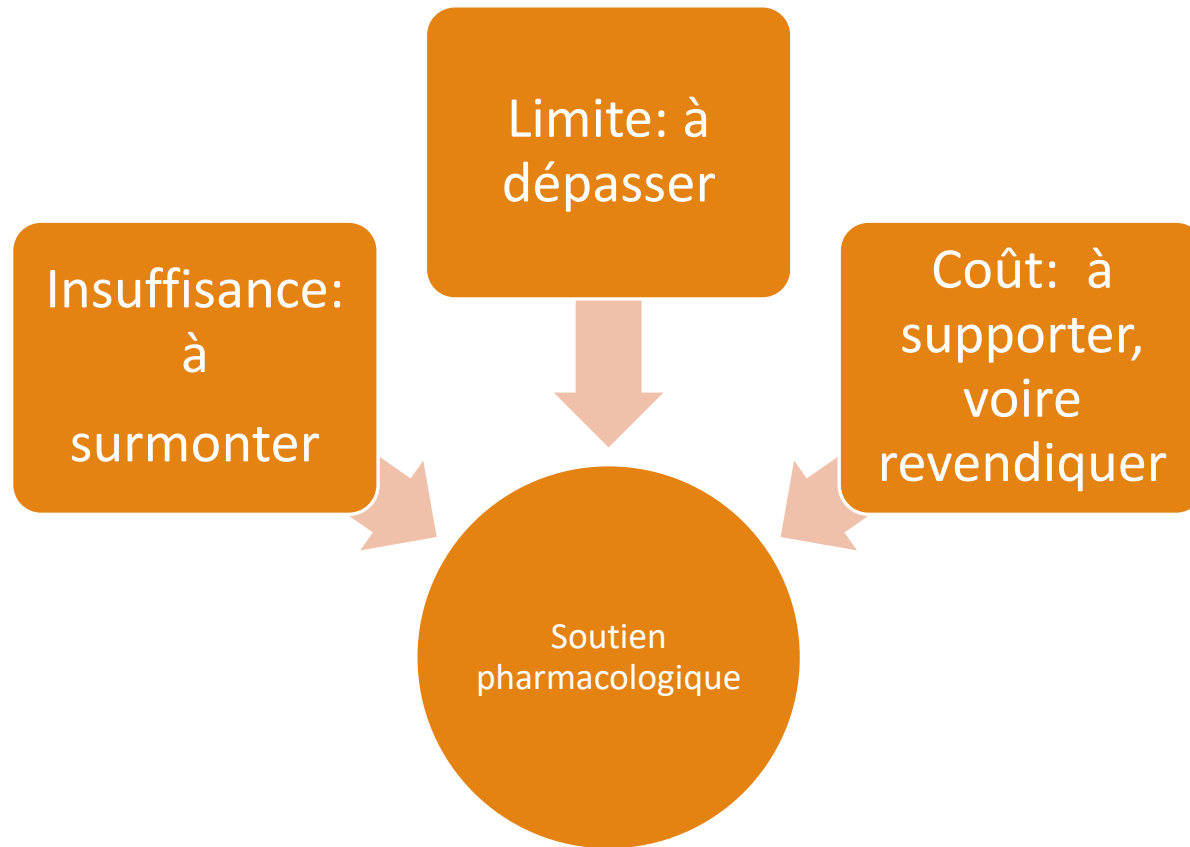 Limite: à
dépasser
Insuffisance:
à
surmonter
Coût:  à
supporter,
voire
revendiquer
Soutien
pharmacologique